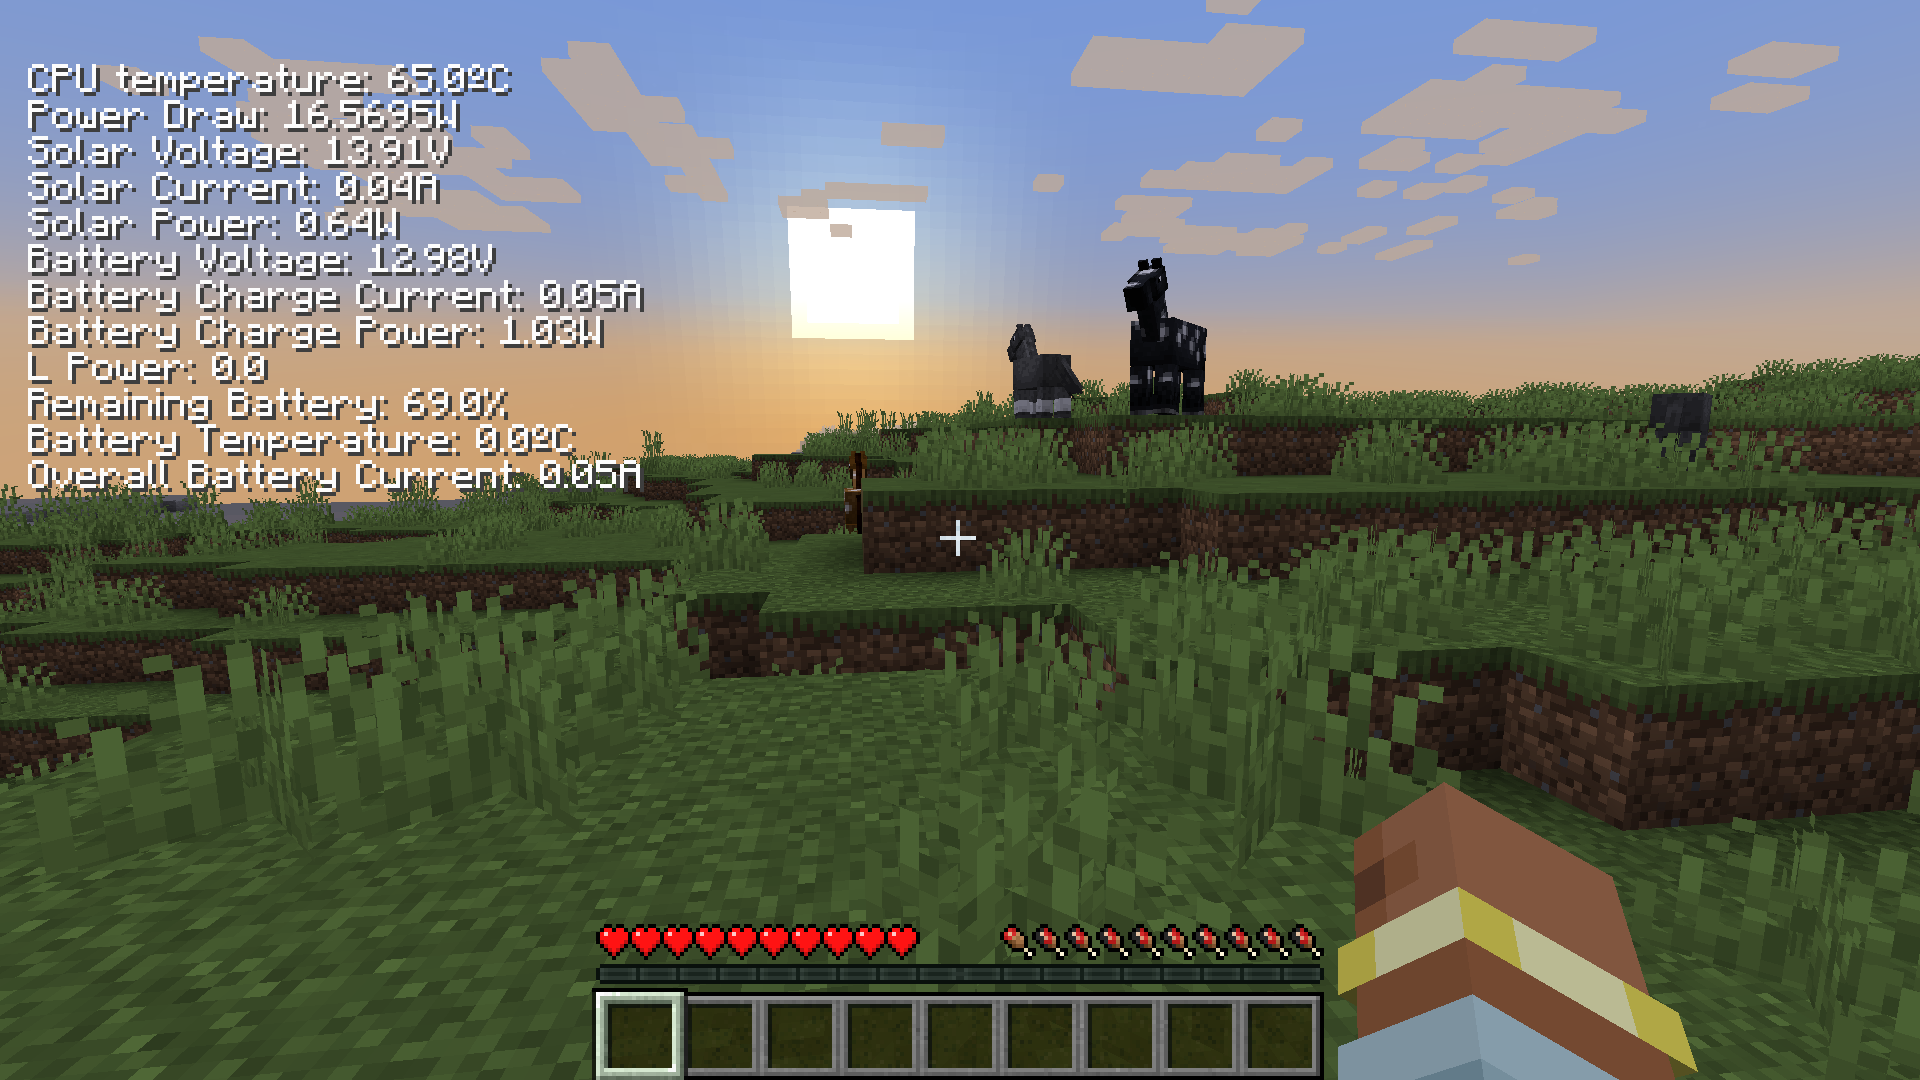 CPU temperature: 65.0ºC
Power Draw: 16.5695W
Solar Voltage: 13.91V
Solar Current: 0.04A
Solar Power: 0.64W
Battery Voltage: 12.98V
Battery Charge Current: 0.05A
Battery Charge Power: 1.03W
L Power: 0.0
Remaining Battery: 69.0%
Battery Temperature: 0.0ºC
Overall Battery Current: 0.05A